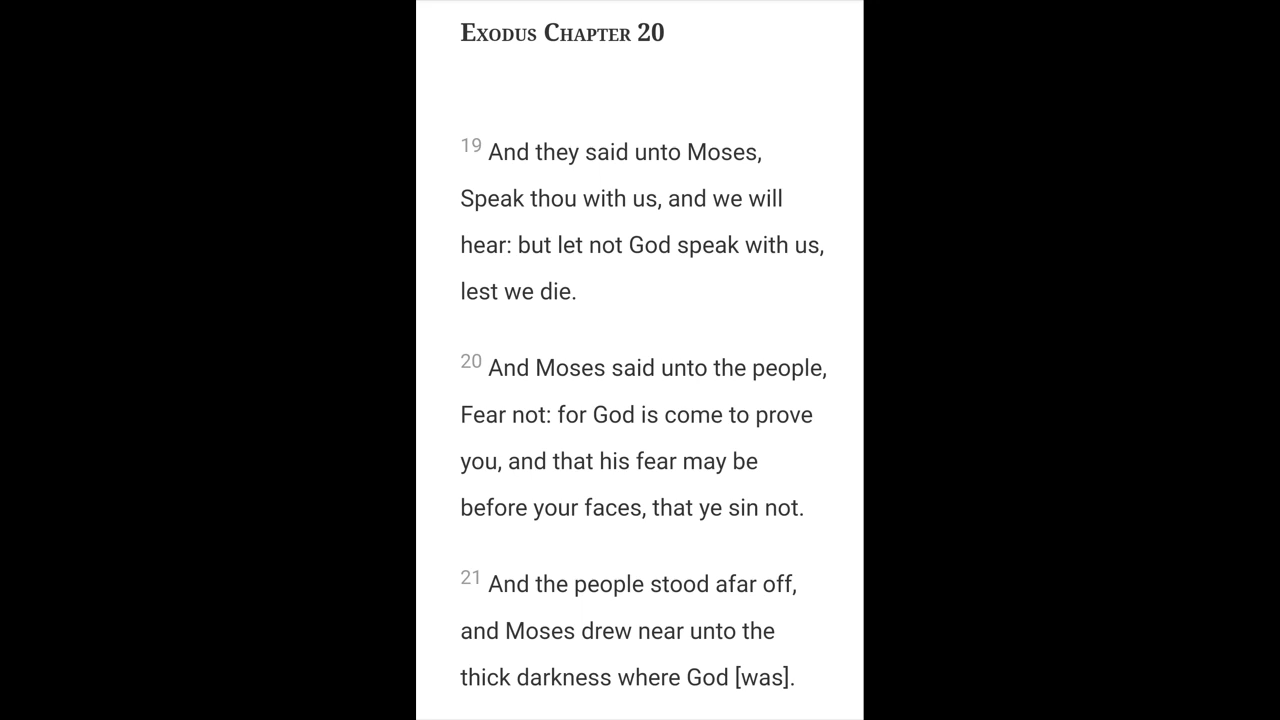 Exodus Chapter 20
19 And they said unto Moses,
Speak thou with us, and we will
hear: but let not God speak with us,
lest we die.
20 And Moses said unto the people,
Fear not: for God is come to prove
you, and that his fear may be
before your faces, that ye sin not.
21 And the people stood afar off,
and Moses drew near unto the
thick darkness where God [was].